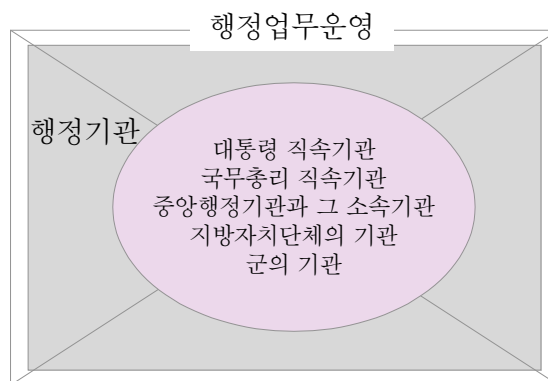 행정업무운영
행정기관
대통령 직속기관
국무총리 직속기관
중앙행정기관과 그 소속기관
지방자치단체의 기관
군의 기관